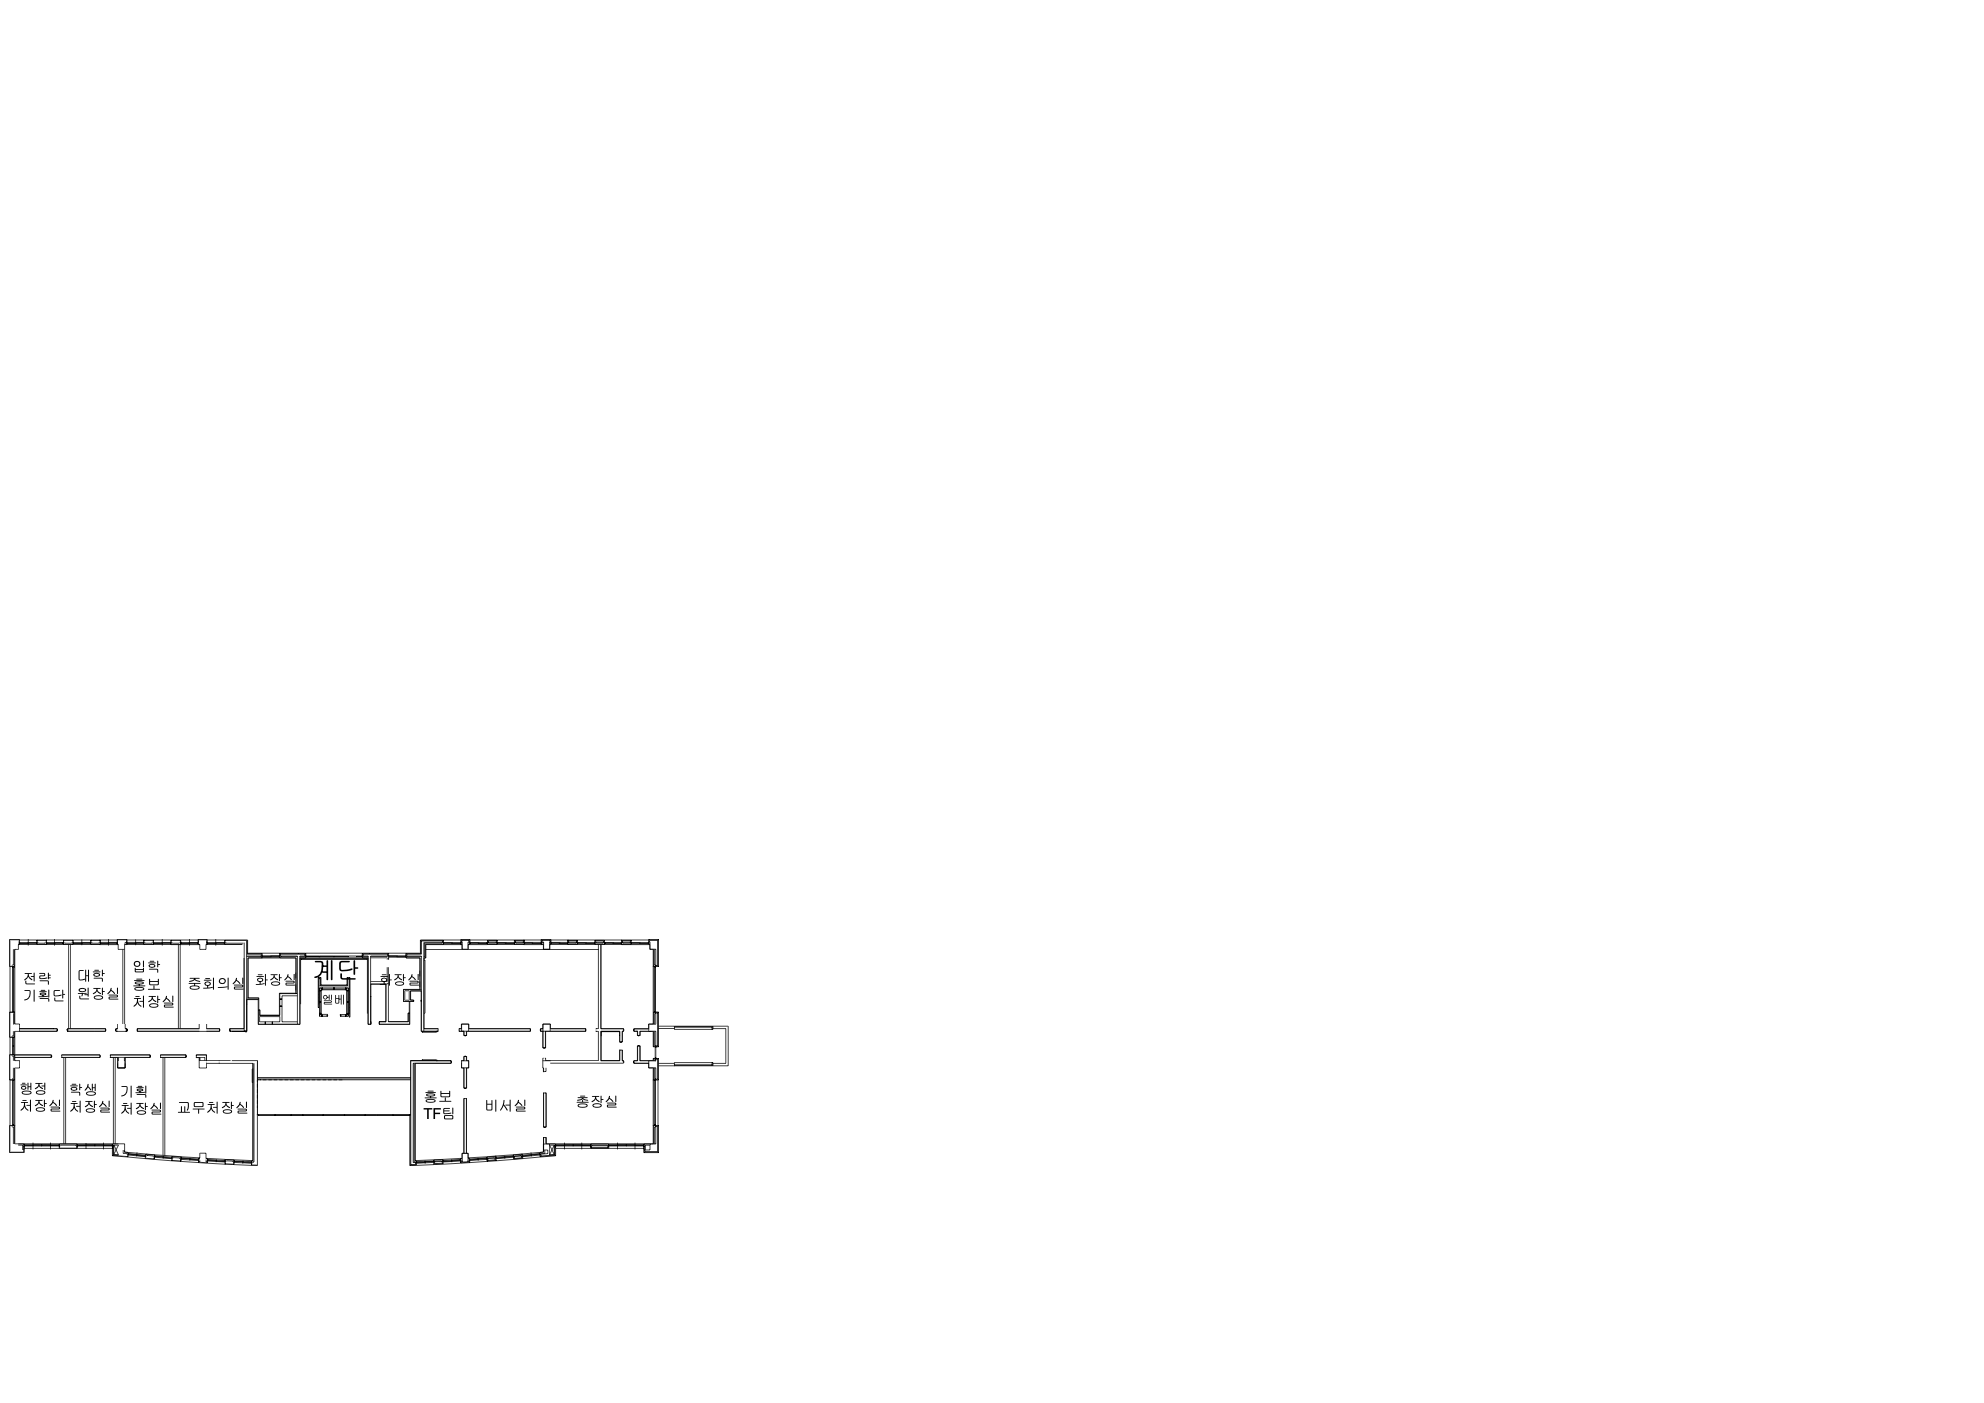 전략
기획단
대학
원장실
입학
홍보
처장실
중회의실
화장실
계단
엘베
화장실
행정
처장실
학생
처장실
기획
처장실
교무처장실
홍보
TF팀
비서실
총장실